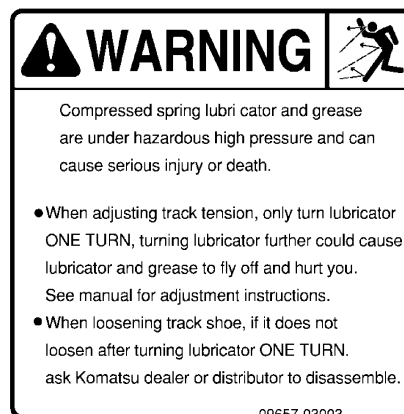 WARNING
Compressed spring lubri cator and grease
are under hazardous high pressure and can
cause serious injury or death.
●When adjusting track tension, only turn lubricator
ONE TURN, turning lubricator further could cause
lubricator and grease to fly off and hurt you.
See manual for adjustment instructions.
●When loosening track shoe, if it does not
loosen after turning lubricator ONE TURN.
ask Komatsu dealer or distributor to disassemble.
09657-03003